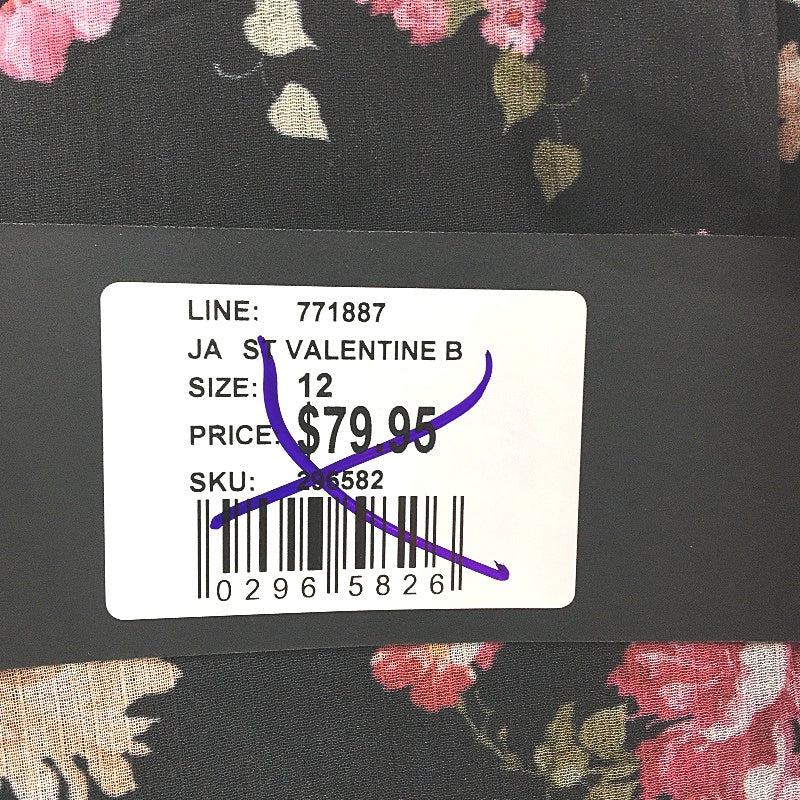 LINE: 771887
JA ST VALENTINE B
SIZE: 12
PRICE: $79.95
SKU: 296582
0296 5826